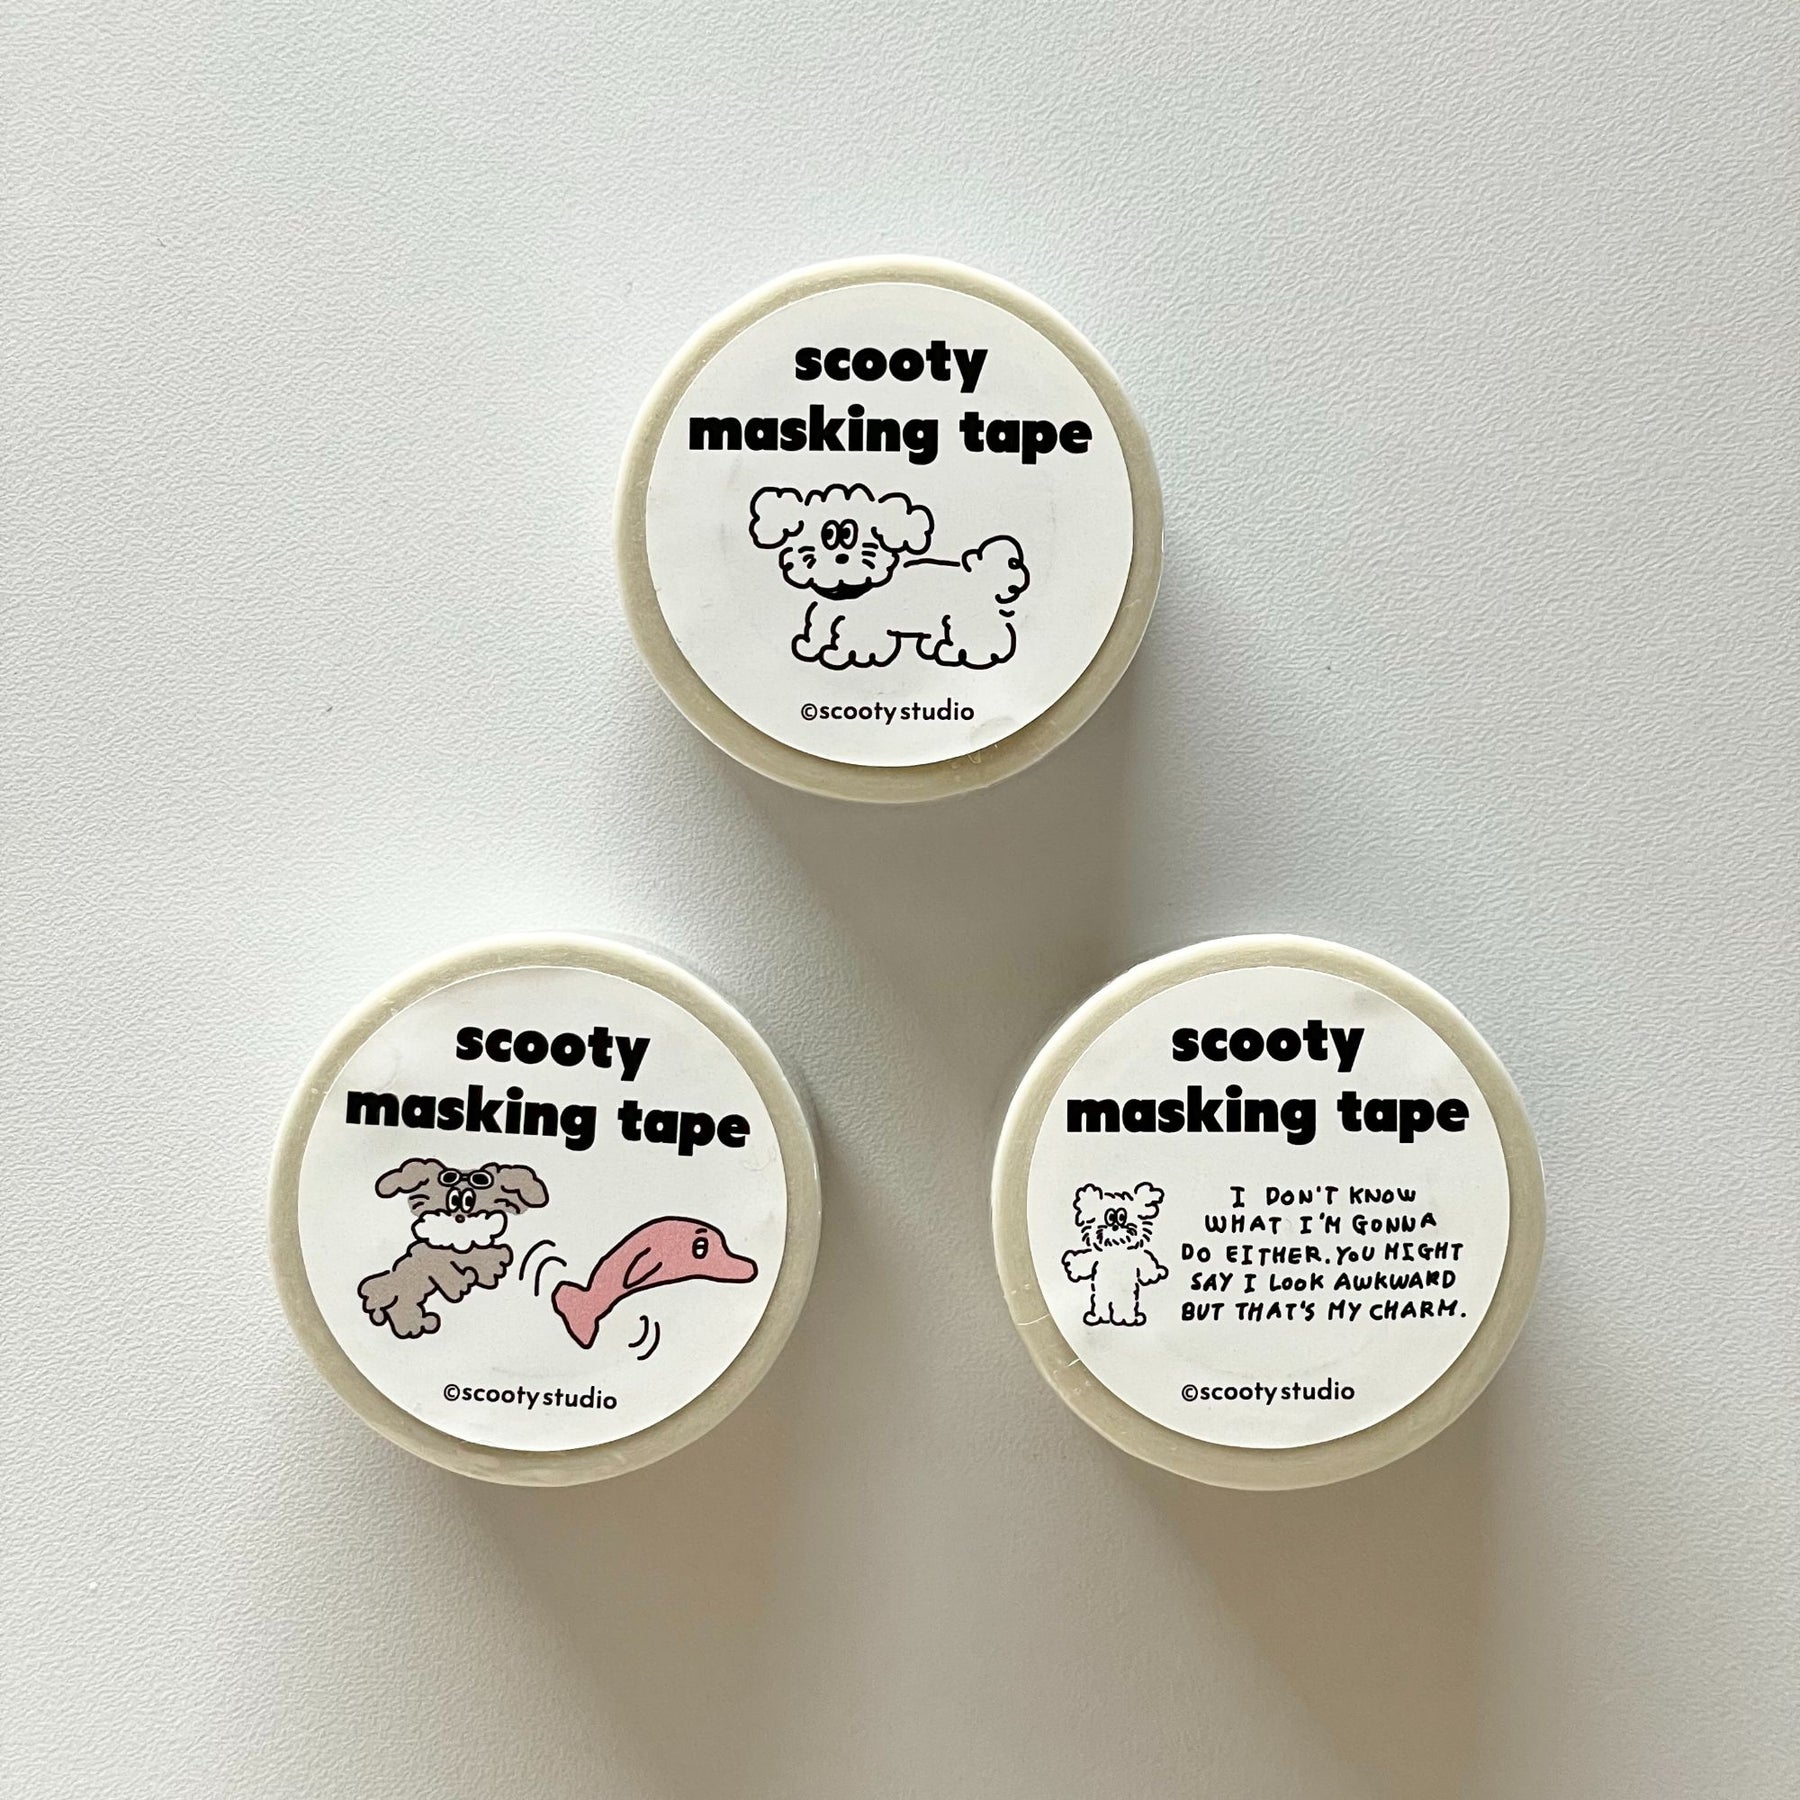 scooty
masking tape
©scooty studio
scooty
masking tape
©scooty studio
scooty
masking tape
I DON'T KNOW
WHAT I'M GONNA
DO EITHER. YOU MIGHT
SAY I LOOK AWKWARD
BUT THAT'S MY CHARM.
©scooty studio